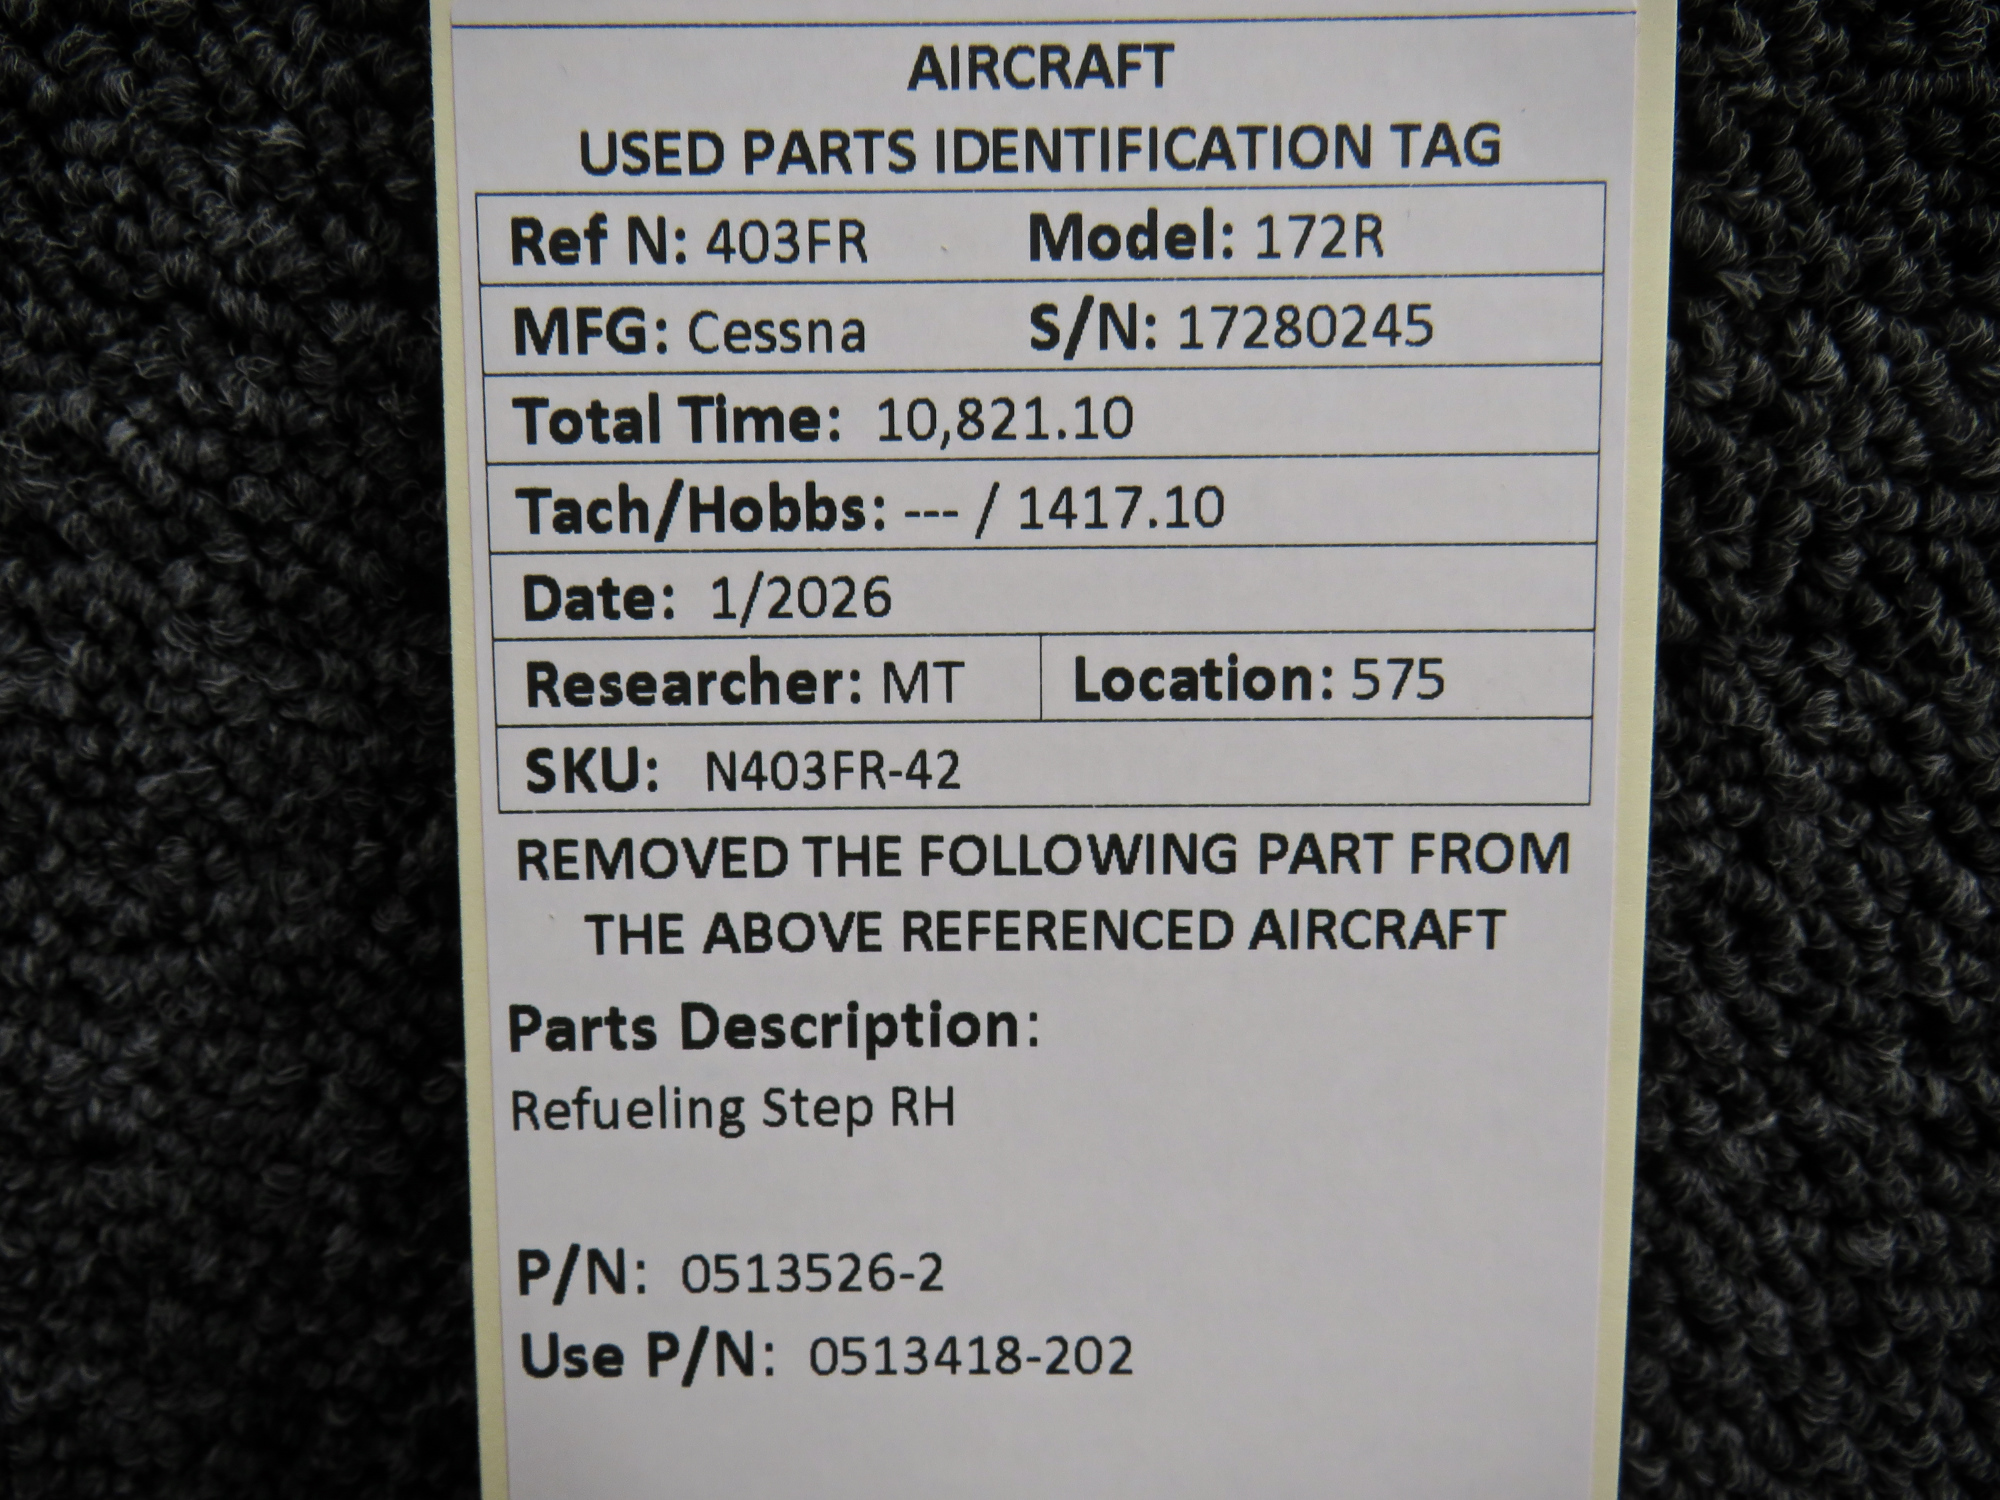 AIRCRAFT
USED PARTS IDENTIFICATION TAG
Ref N: 403FR Model: 172R
MFG: Cessna S/N: 17280245
Total Time: 10,821.10
Tach/Hobbs: --- / 1417.10
Date: 1/2026
Researcher: MT Location: 575
SKU: N403FR-42
REMOVED THE FOLLOWING PART FROM
THE ABOVE REFERENCED AIRCRAFT
Parts Description:
Refueling Step RH
P/N: 0513526-2
Use P/N: 0513418-202